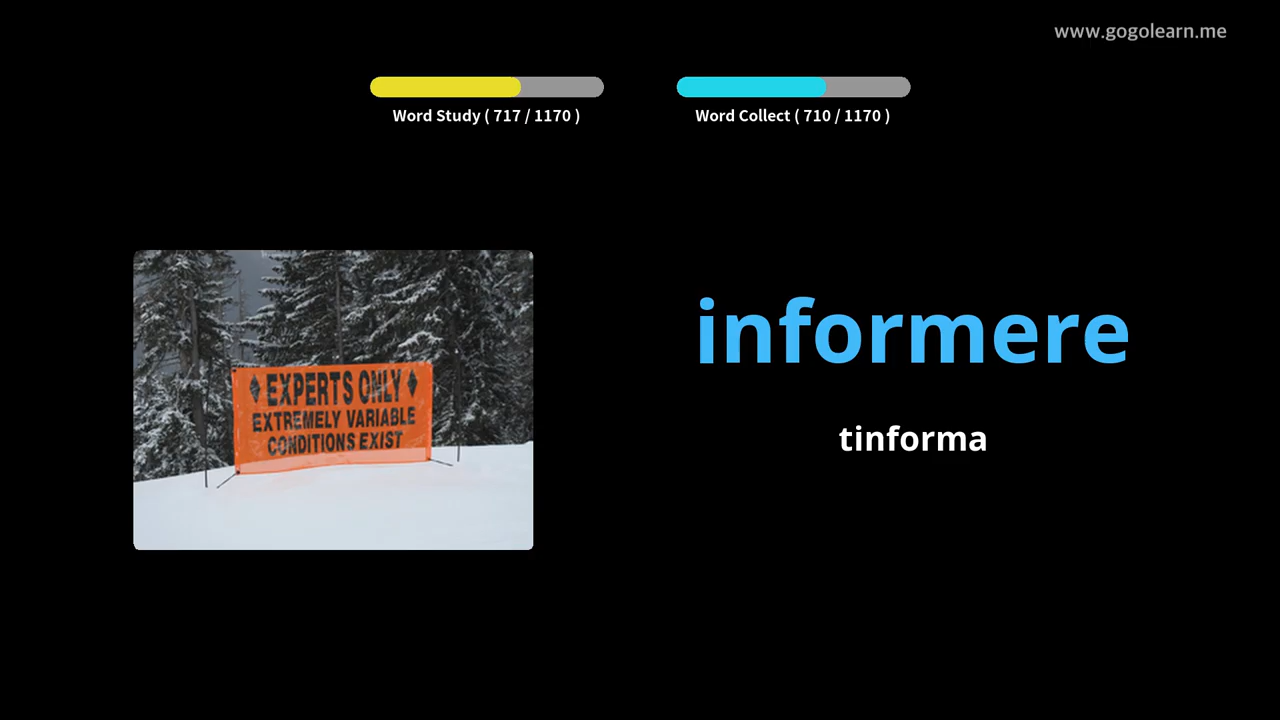 www.gogolearn.me
Word Study ( 717 / 1170 )
Word Collect ( 710 / 1170 )
EXPERTS ONLY
EXTREMELY VARIABLE
CONDITIONS EXIST
informere
tinforma